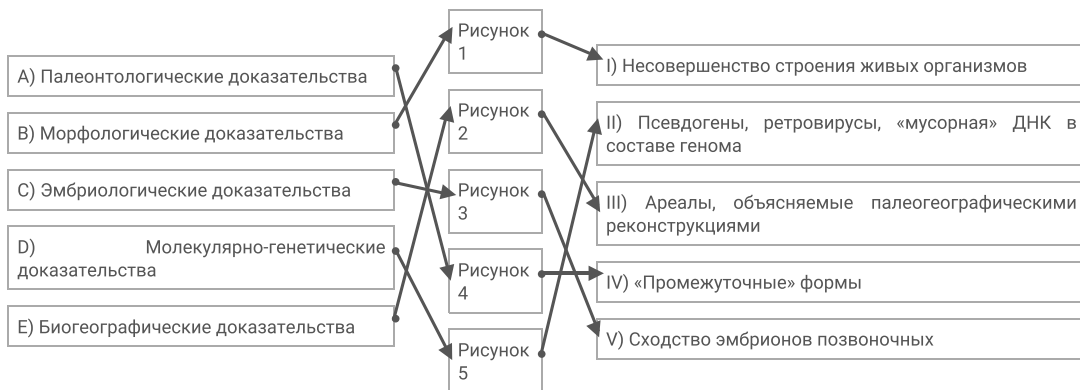 A) Палеонтологические доказательства
B) Морфологические доказательства
C) Эмбриологические доказательства
D) Молекулярно-генетические
доказательства
E) Биогеографические доказательства
Рисунок
1
Рисунок
2
Рисунок
3
Рисунок
4
Рисунок
5
I) Несовершенство строения живых организмов
II) Псевдогены, ретровирусы, «мусорная» ДНК в
составе генома
III) Ареалы, объясняемые палеогеографическими
реконструкциями
IV) «Промежуточные» формы
V) Сходство эмбрионов позвоночных